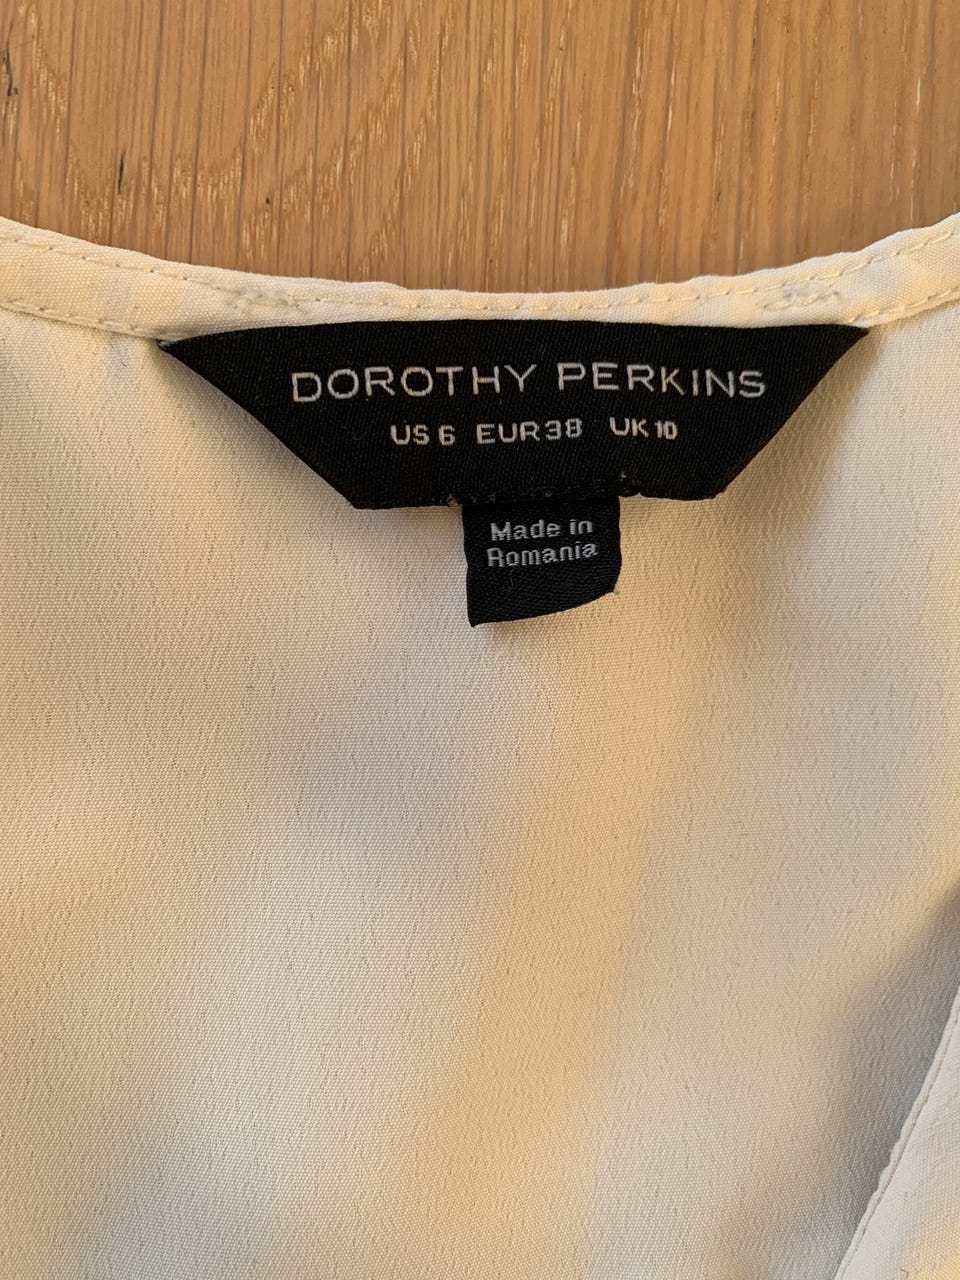 DOROTHY PERKINS
US 6 EUR 38 UK 10
Made in
Romania